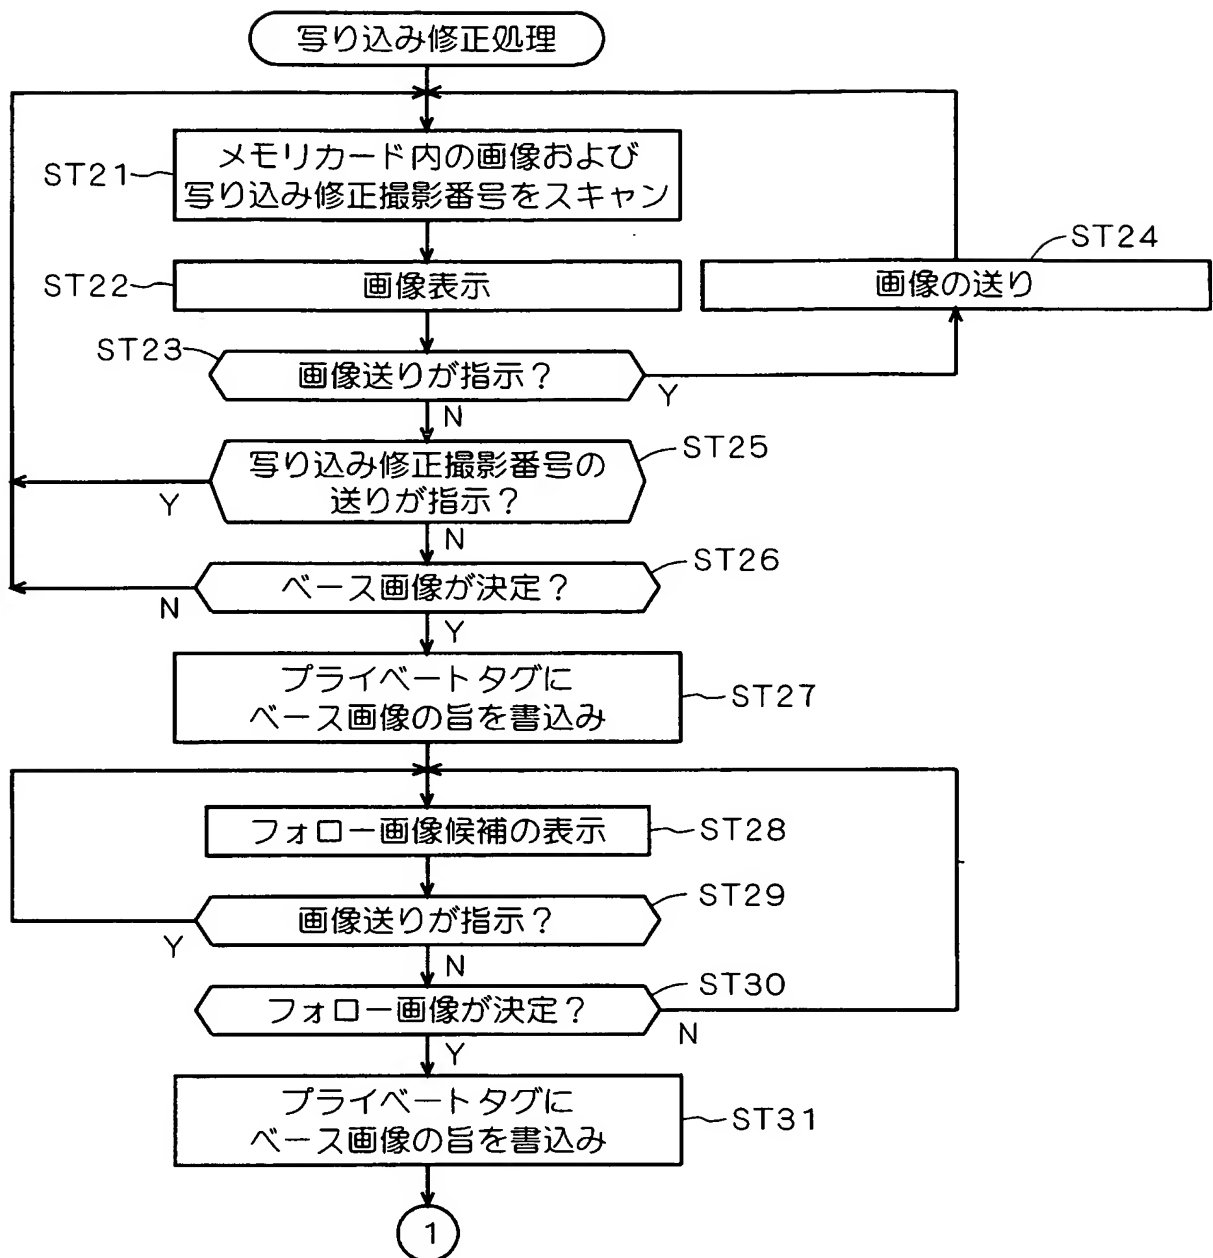 写り込み修正処理
ST21
メモリカード内の画像および
写り込み修正撮影番号をスキャン
ST22
画像表示
ST24
画像の送り
ST23
画像送りが指示？
Y
N
ST25
写り込み修正撮影番号の
送りが指示？
Y
N
ST26
ベース画像が決定？
N
Y
プライベートタグに
ベース画像の旨を書込み
ST27
フォロー画像候補の表示
ST28
画像送りが指示？
ST29
Y
N
フォロー画像が決定？
ST30
N
Y
プライベートタグに
ベース画像の旨を書込み
ST31
1